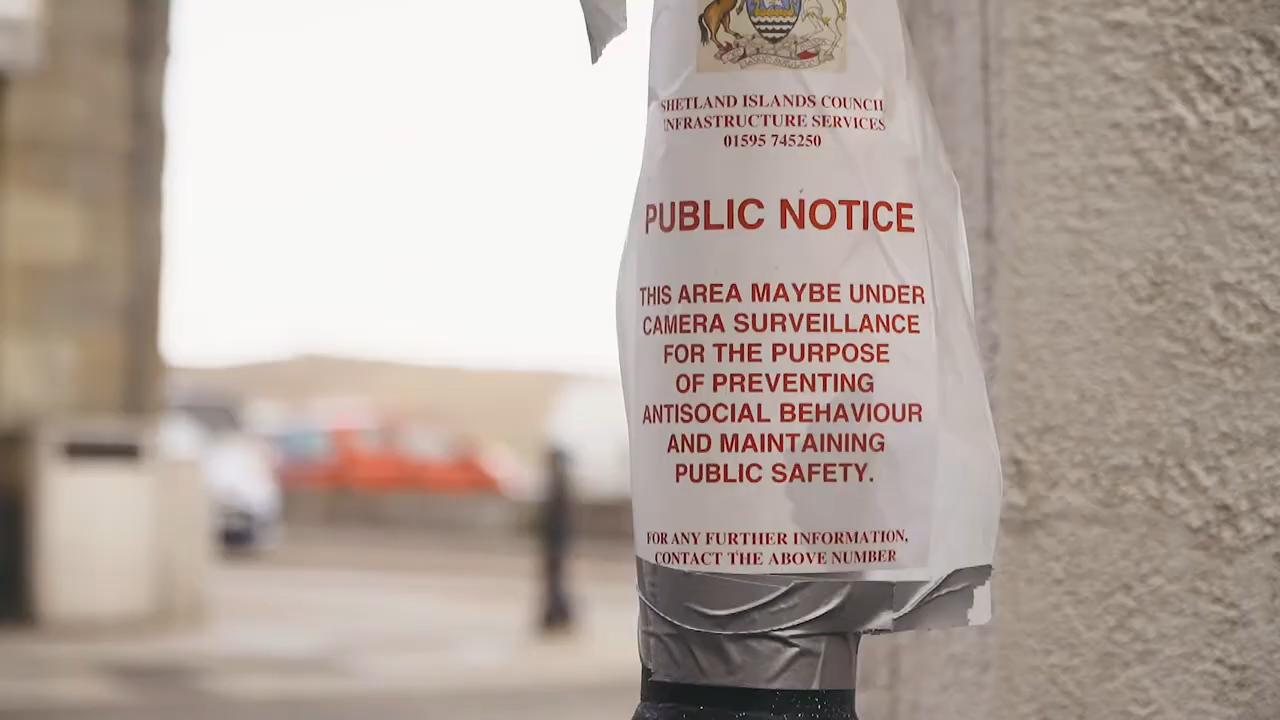 SHETLAND ISLANDS COUNCIL
INFRASTRUCTURE SERVICES
01595 745250
PUBLIC NOTICE
THIS AREA MAYBE UNDER
CAMERA SURVEILLANCE
FOR THE PURPOSE
OF PREVENTING
ANTISOCIAL BEHAVIOUR
AND MAINTAINING
PUBLIC SAFETY.
FOR ANY FURTHER INFORMATION,
CONTACT THE ABOVE NUMBER